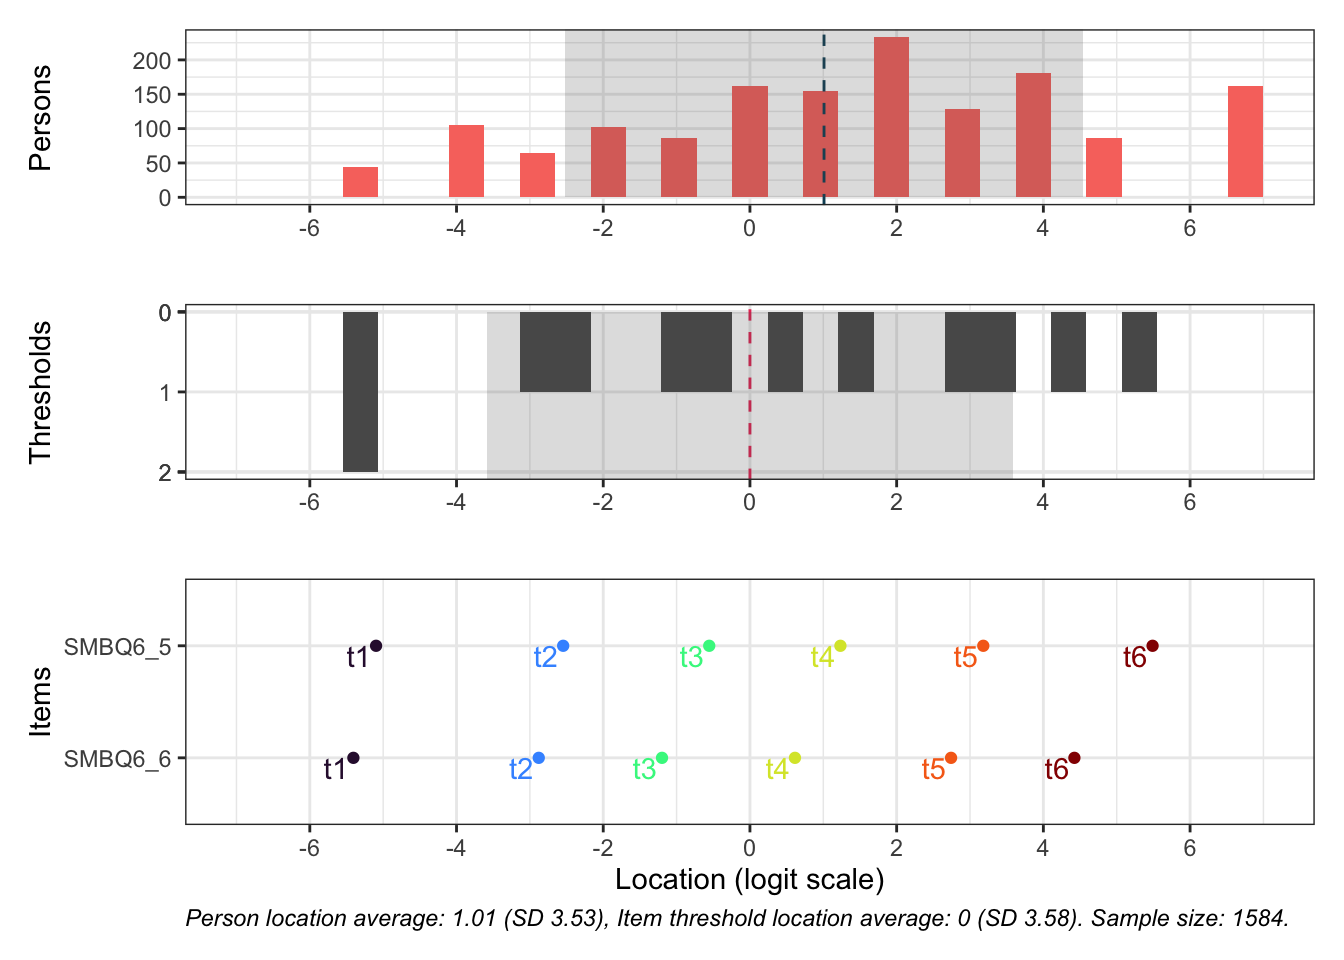 Persons
200
150
100
50
0
-6 -4 -2 0 2 4 6
Thresholds
0
1
2
-6 -4 -2 0 2 4 6
Items
SMBQ6_5
t1 t2 t3 t4 t5 t6
SMBQ6_6
t1 t2 t3 t4 t5 t6
-6 -4 -2 0 2 4 6
Location (logit scale)
Person location average: 1.01 (SD 3.53), Item threshold location average: 0 (SD 3.58). Sample size: 1584.